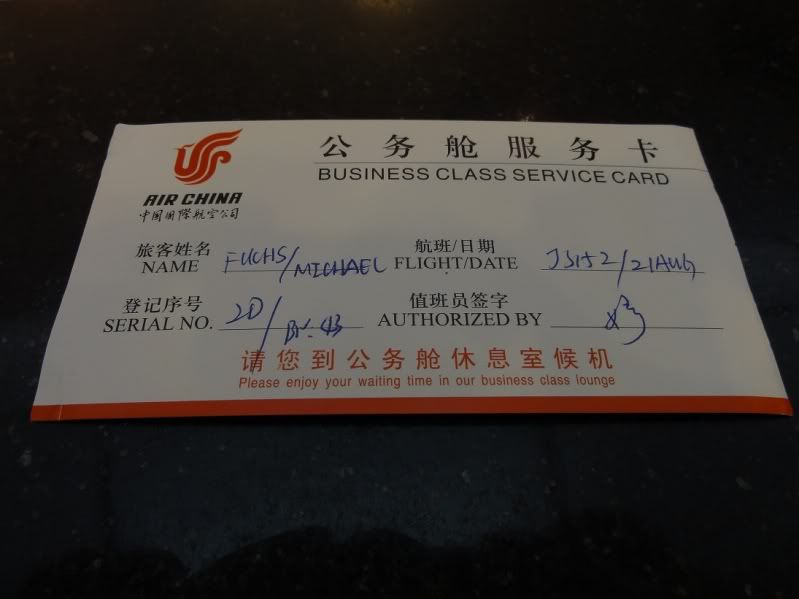 公务舱服务卡
BUSINESS CLASS SERVICE CARD
AIR CHINA
中国国際航空公司
旅客姓名 航班/日期
NAME FUCHS/MICHAEL FLIGHT/DATE JS152/21AUG
登记序号 值班员签字
SERIAL NO. 2D/ AUTHORIZED BY
请您到公务舱休息室候机
Please enjoy your waiting time in our business class lounge